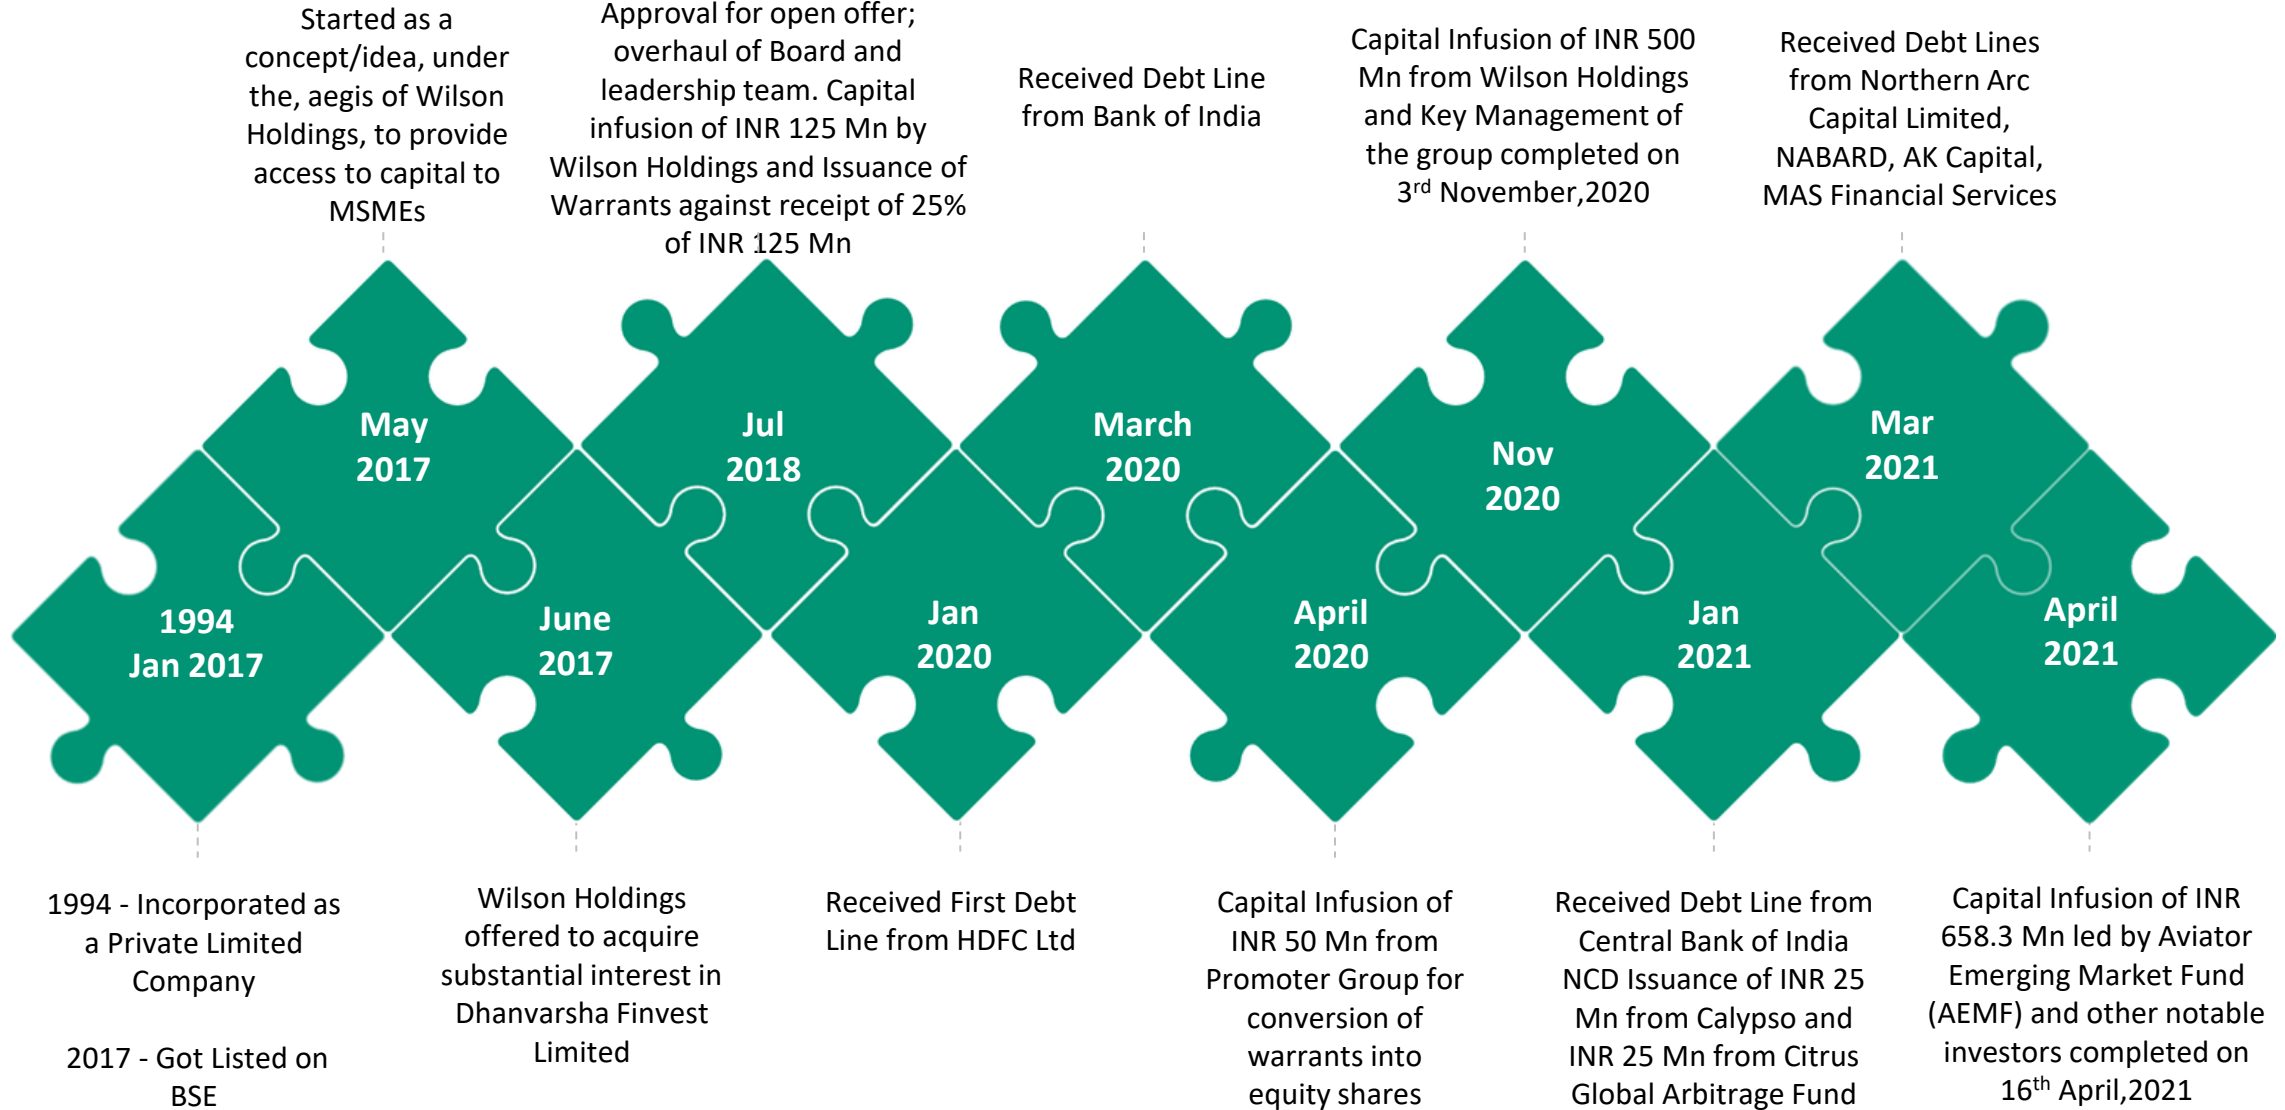 Started as a
concept/idea, under
the, aegis of Wilson
Holdings, to provide
access to capital to
MSMEs
Approval for open offer;
overhaul of Board and
leadership team. Capital
infusion of INR 125 Mn by
Wilson Holdings and Issuance of
Warrants against receipt of 25%
of INR 125 Mn
Received Debt Line
from Bank of India
Capital Infusion of INR 500
Mn from Wilson Holdings
and Key Management of
the group completed on
3rd November,2020
Received Debt Lines
from Northern Arc
Capital Limited,
NABARD, AK Capital,
MAS Financial Services
May
2017
Jul
2018
March
2020
Nov
2020
Mar
2021
1994
Jan 2017
June
2017
Jan
2020
April
2020
Jan
2021
April
2021
1994 - Incorporated as
a Private Limited
Company
2017 - Got Listed on
BSE
Wilson Holdings
offered to acquire
substantial interest in
Dhanvarsha Finvest
Limited
Received First Debt
Line from HDFC Ltd
Capital Infusion of
INR 50 Mn from
Promoter Group for
conversion of
warrants into
equity shares
Received Debt Line from
Central Bank of India
NCD Issuance of INR 25
Mn from Calypso and
INR 25 Mn from Citrus
Global Arbitrage Fund
Capital Infusion of INR
658.3 Mn led by Aviator
Emerging Market Fund
(AEMF) and other notable
investors completed on
16th April,2021